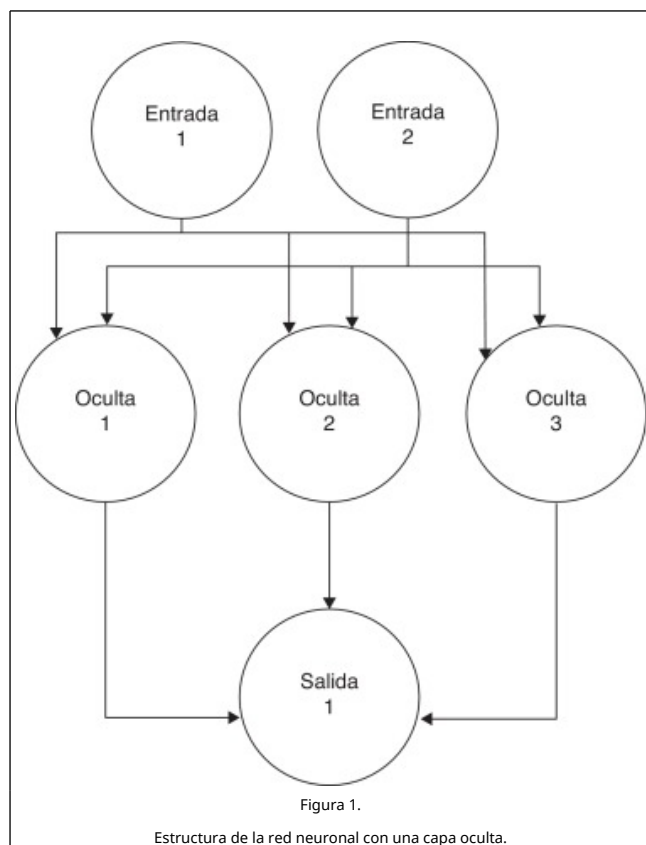 Entrada
1
Entrada
2
Oculta
1
Oculta
2
Oculta
3
Salida
1
Figura 1.
Estructura de la red neuronal con una capa oculta.